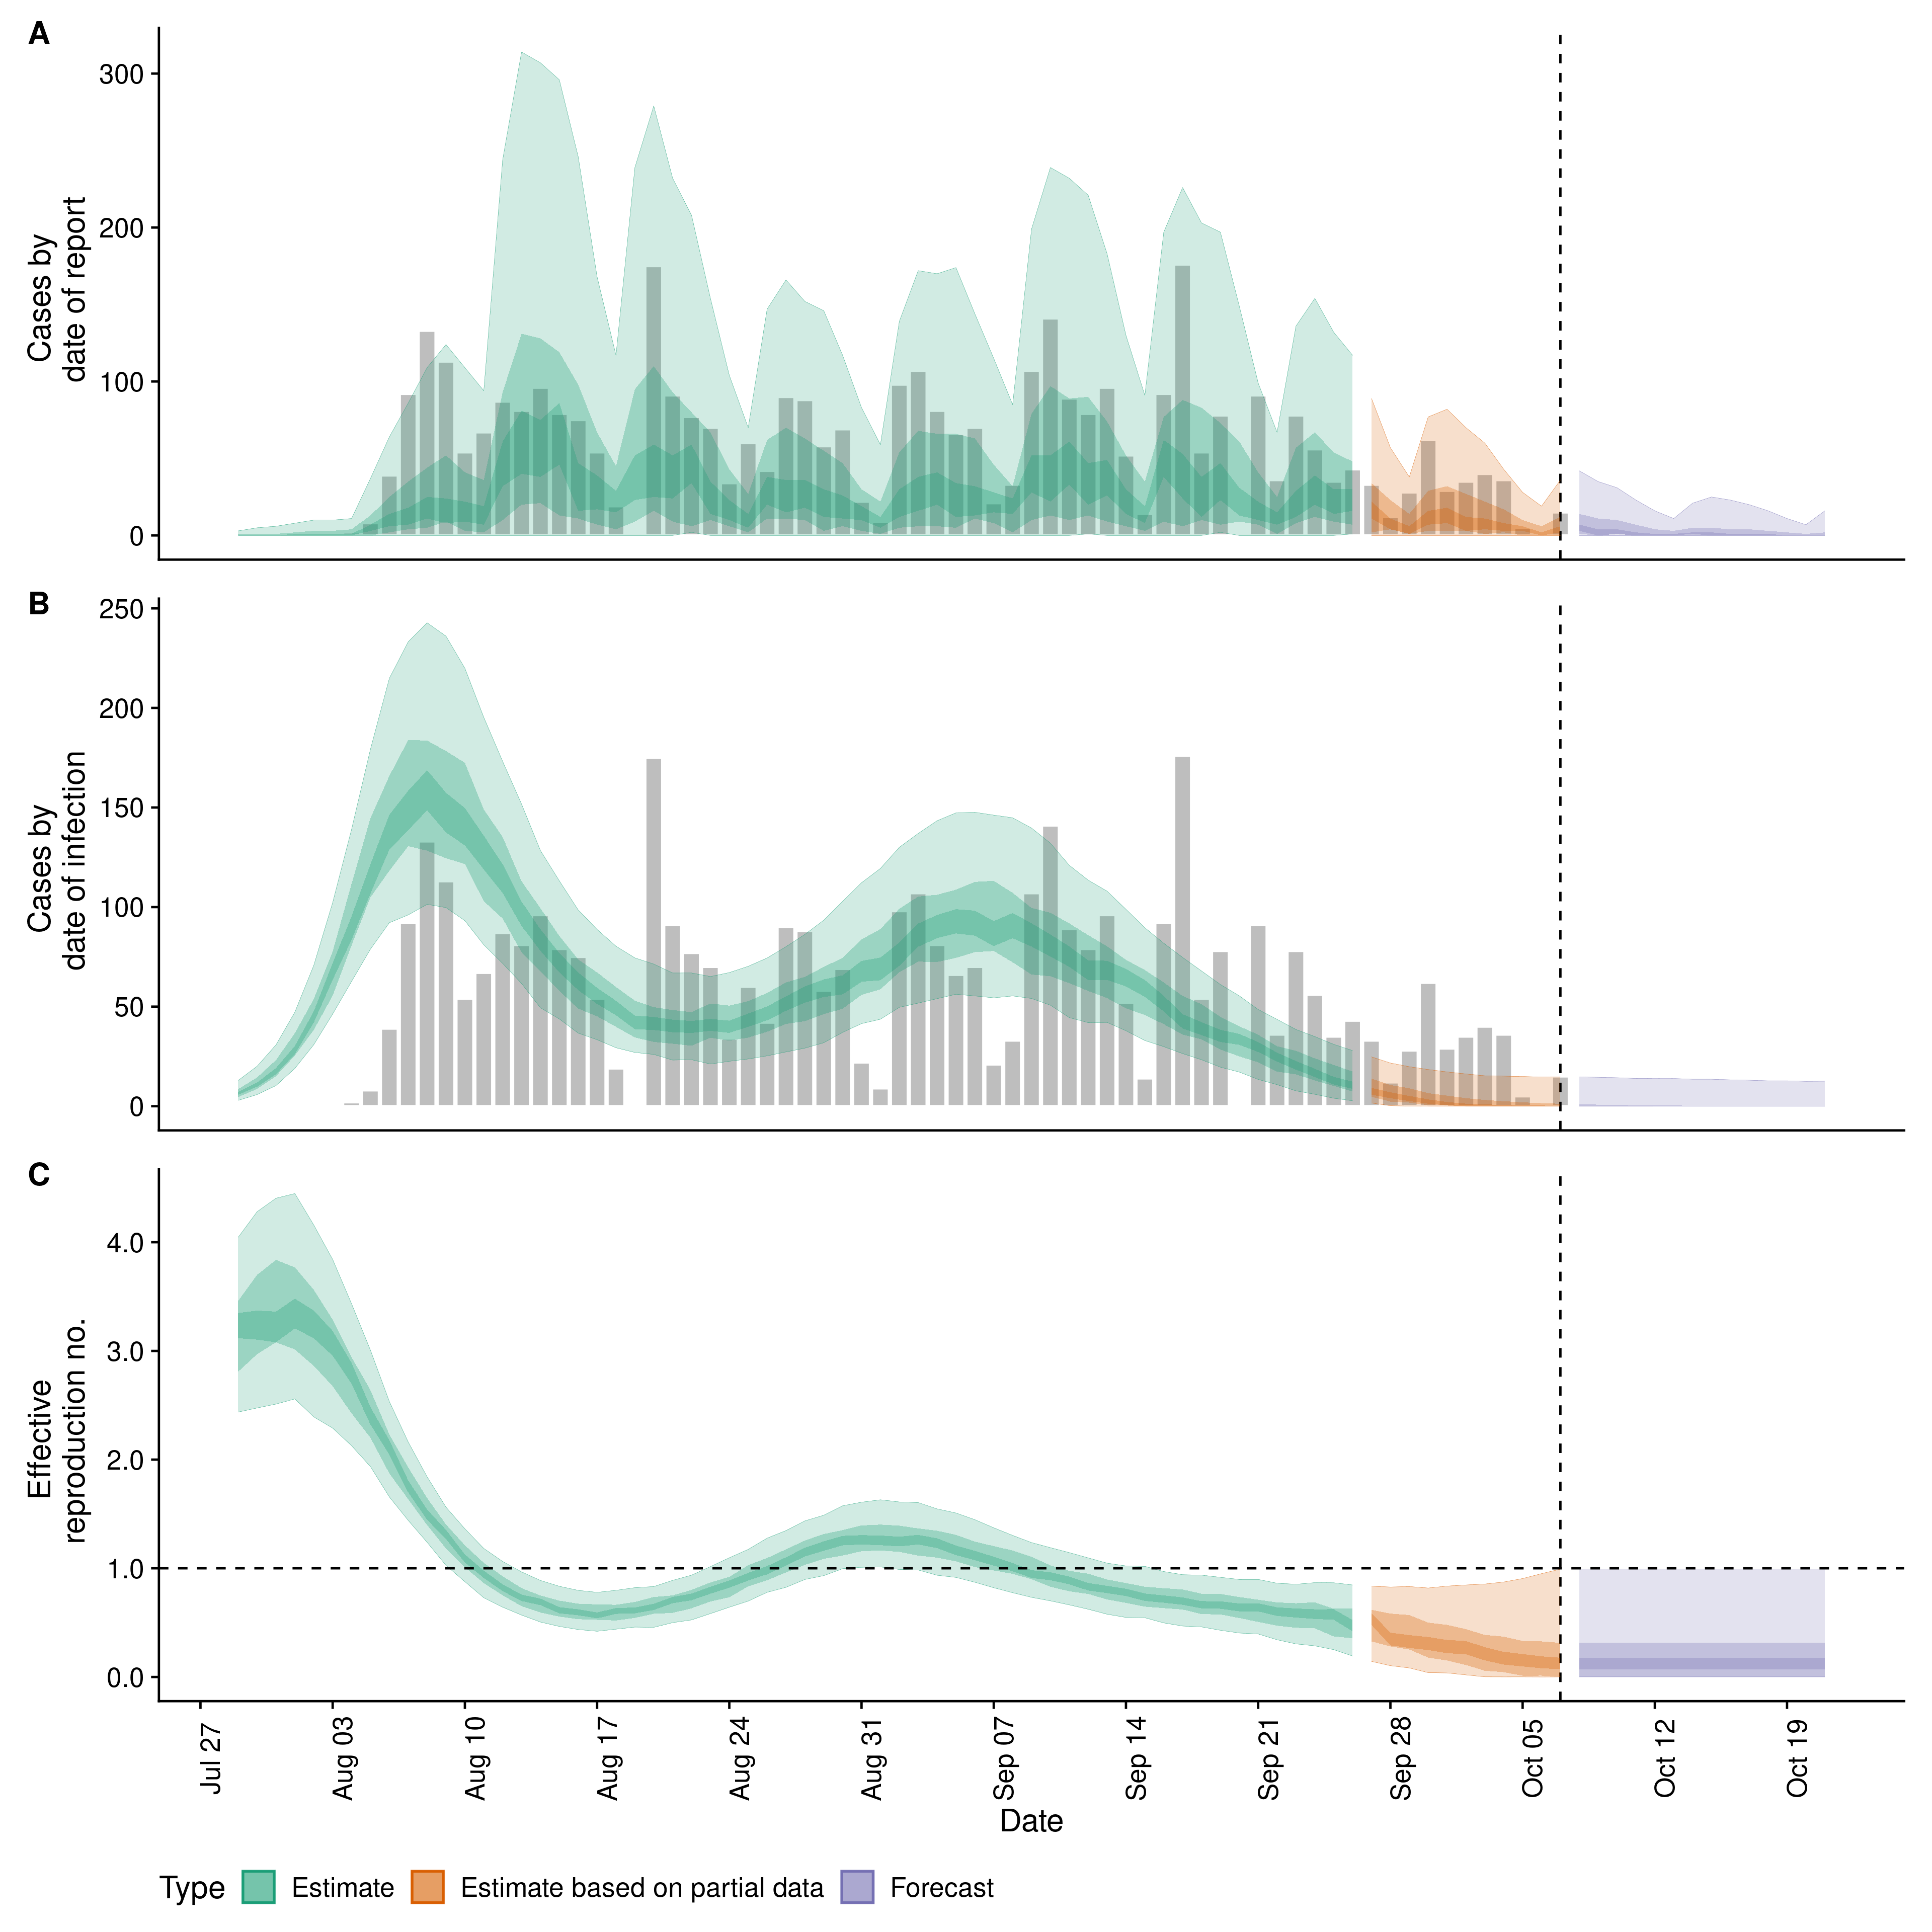 A
300
200
100
0
Cases by
date of report
B
250
200
150
100
50
0
Cases by
date of infection
C
4.0
3.0
2.0
1.0
0.0
Effective
reproduction no.
Jul 27
Aug 03
Aug 10
Aug 17
Aug 24
Aug 31
Sep 07
Sep 14
Sep 21
Sep 28
Oct 05
Oct 12
Oct 19
Date
Type Estimate Estimate based on partial data Forecast